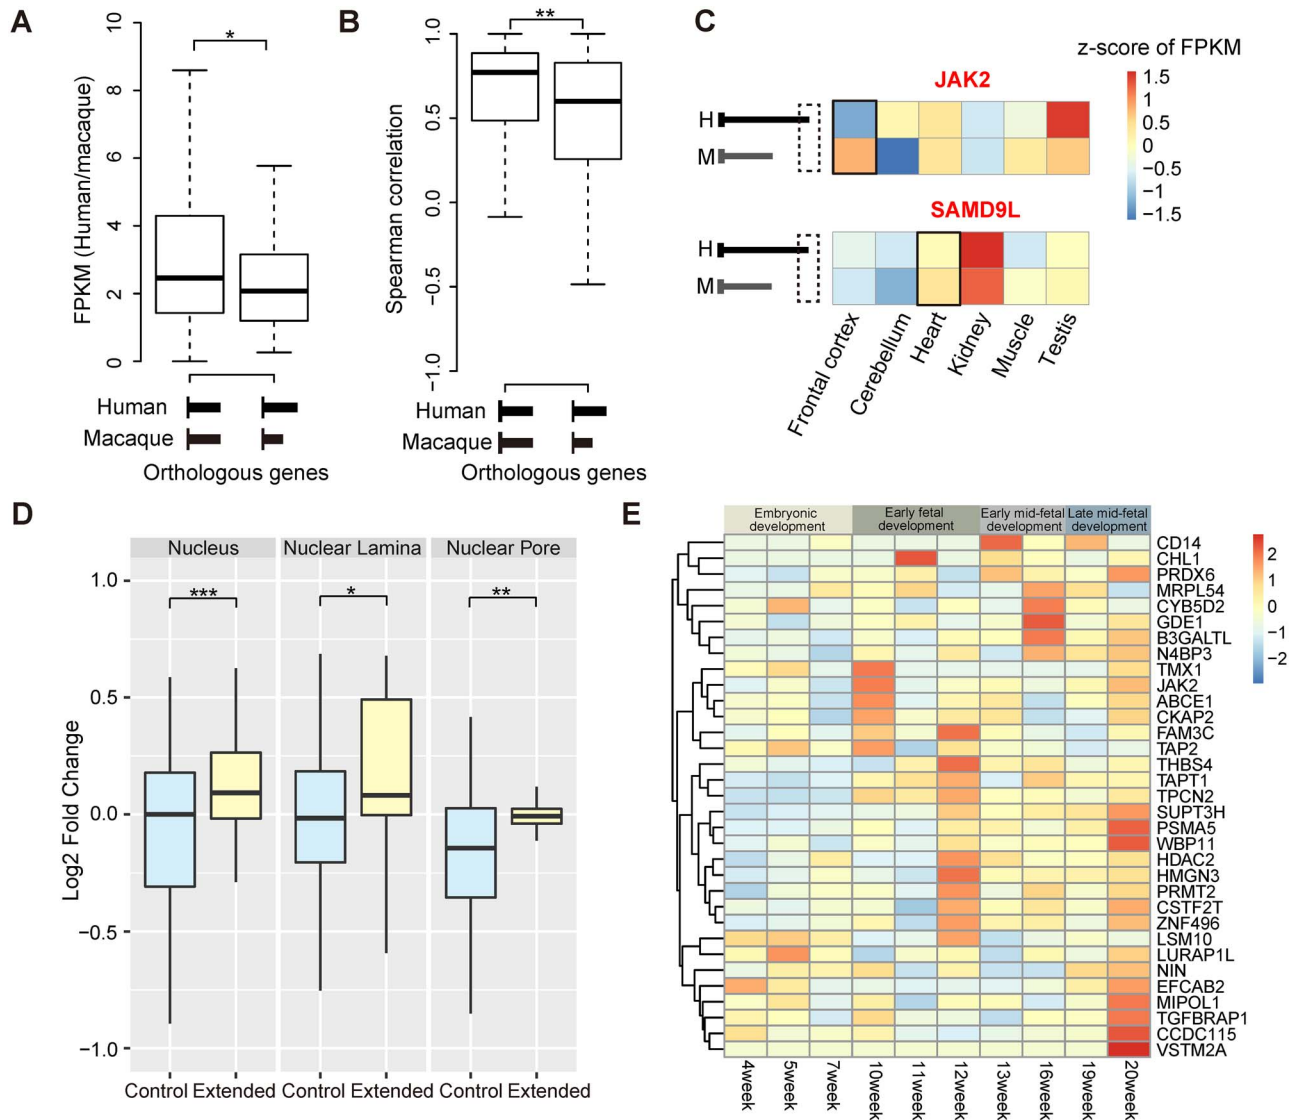 A
10
8
6
4
2
0
FPKM (Human/macaque)
*
Human
Macaque
Orthologous genes
B
1.0
0.5
0.0
−0.5
−1.0
Spearman correlation
**
Human
Macaque
Orthologous genes
C
z-score of FPKM
1.5
1
0.5
0
−0.5
−1
−1.5
JAK2
H
M
SAMD9L
H
M
Frontal cortex
Cerebellum
Heart
Kidney
Muscle
Testis
D
Nucleus
Nuclear Lamina
Nuclear Pore
1.0
0.5
0.0
−0.5
−1.0
Log2 Fold Change
***
*
**
Control Extended
Control Extended
Control Extended
E
Embryonic
development
Early fetal
development
Early mid-fetal
development
Late mid-fetal
development
CD14
CHL1
PRDX6
MRPL54
CYB5D2
GDE1
B3GALTL
N4BP3
TMX1
JAK2
ABCE1
CKAP2
FAM3C
TAP2
THBS4
TAPT1
TPCN2
SUPT3H
PSMA5
WBP11
HDAC2
HMGN3
PRMT2
CSTF2T
ZNF496
LSM10
LURAP1L
NIN
EFCAB2
MIPOL1
TGFBRAP1
CCDC115
VSTM2A
2
1
0
−1
−2
4week
5week
7week
10week
11week
12week
13week
16week
19week
20week